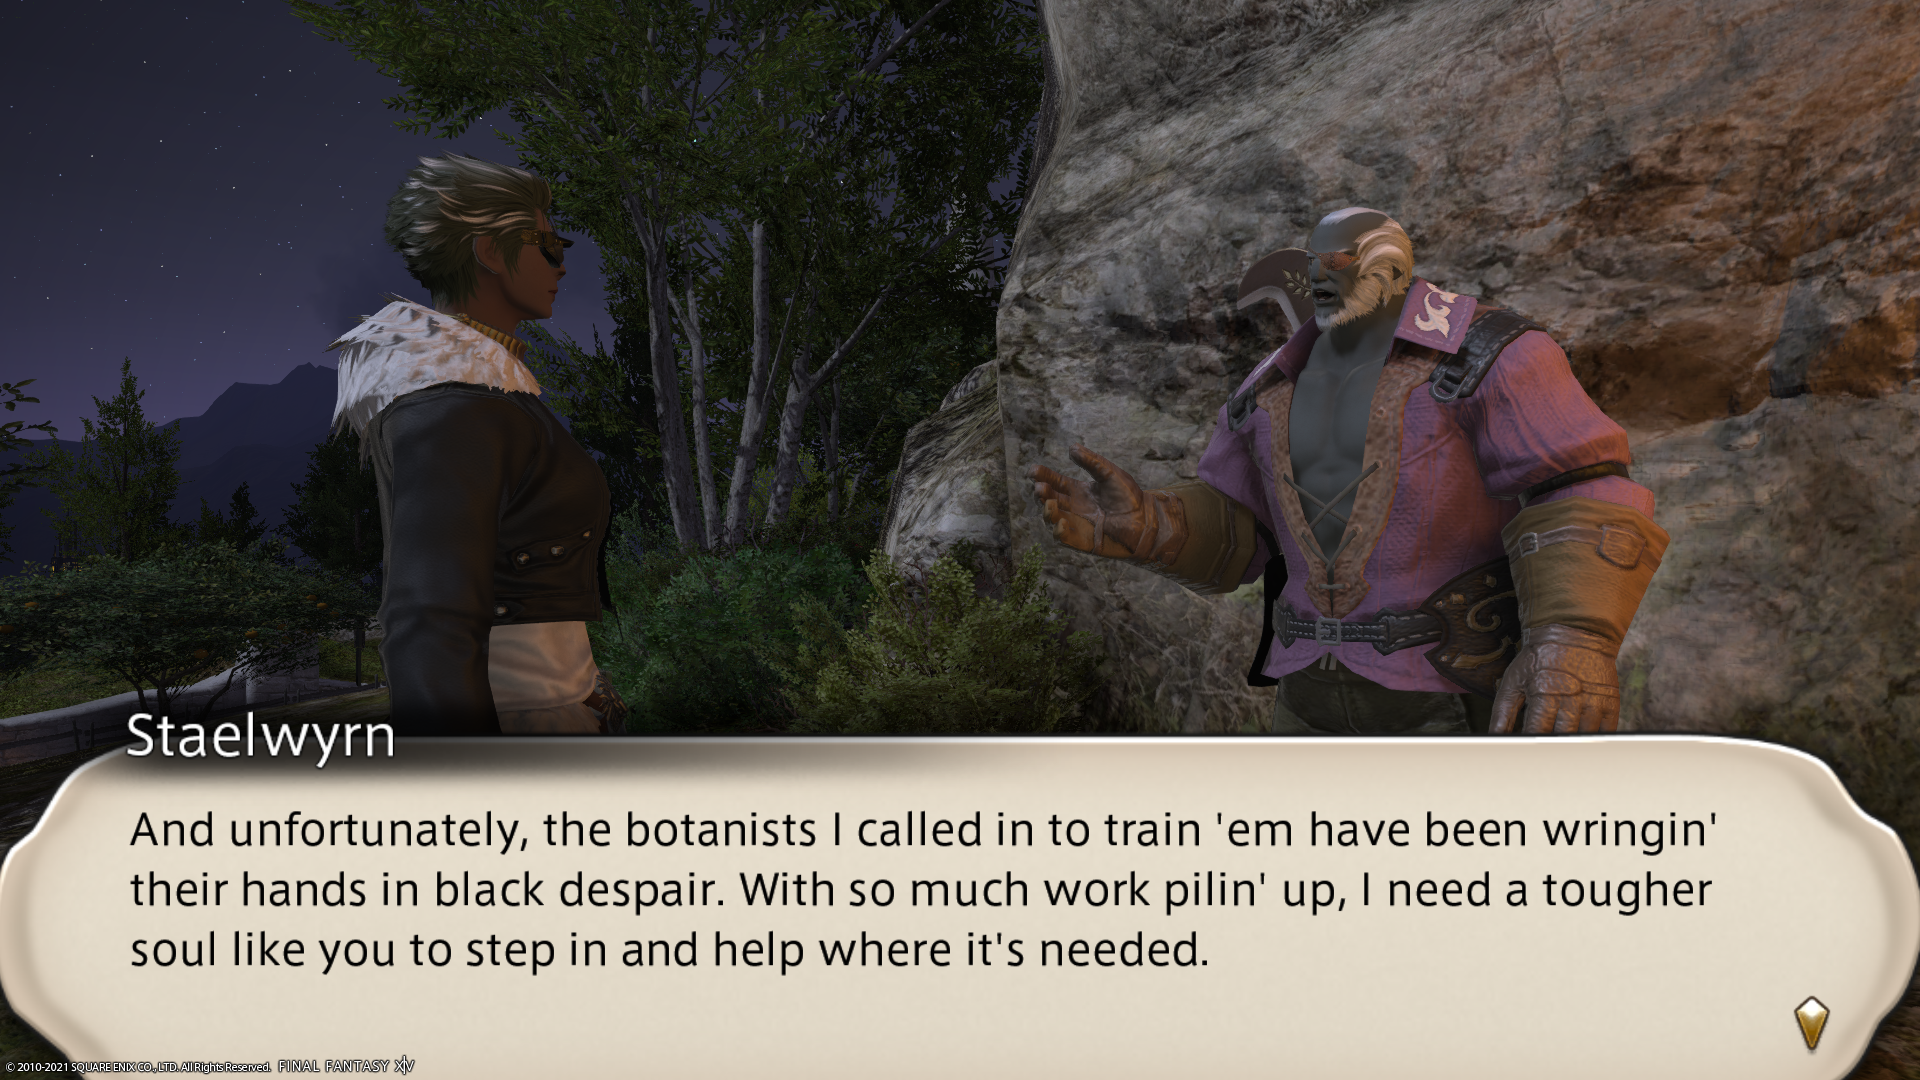 Staelwyrn
And unfortunately, the botanists I called in to train 'em have been wringin'
their hands in black despair. With so much work pilin' up, I need a tougher
soul like you to step in and help where it's needed.
© 2010-2021 SQUARE ENIX CO., LTD. All Rights Reserved. FINAL FANTASY XIV